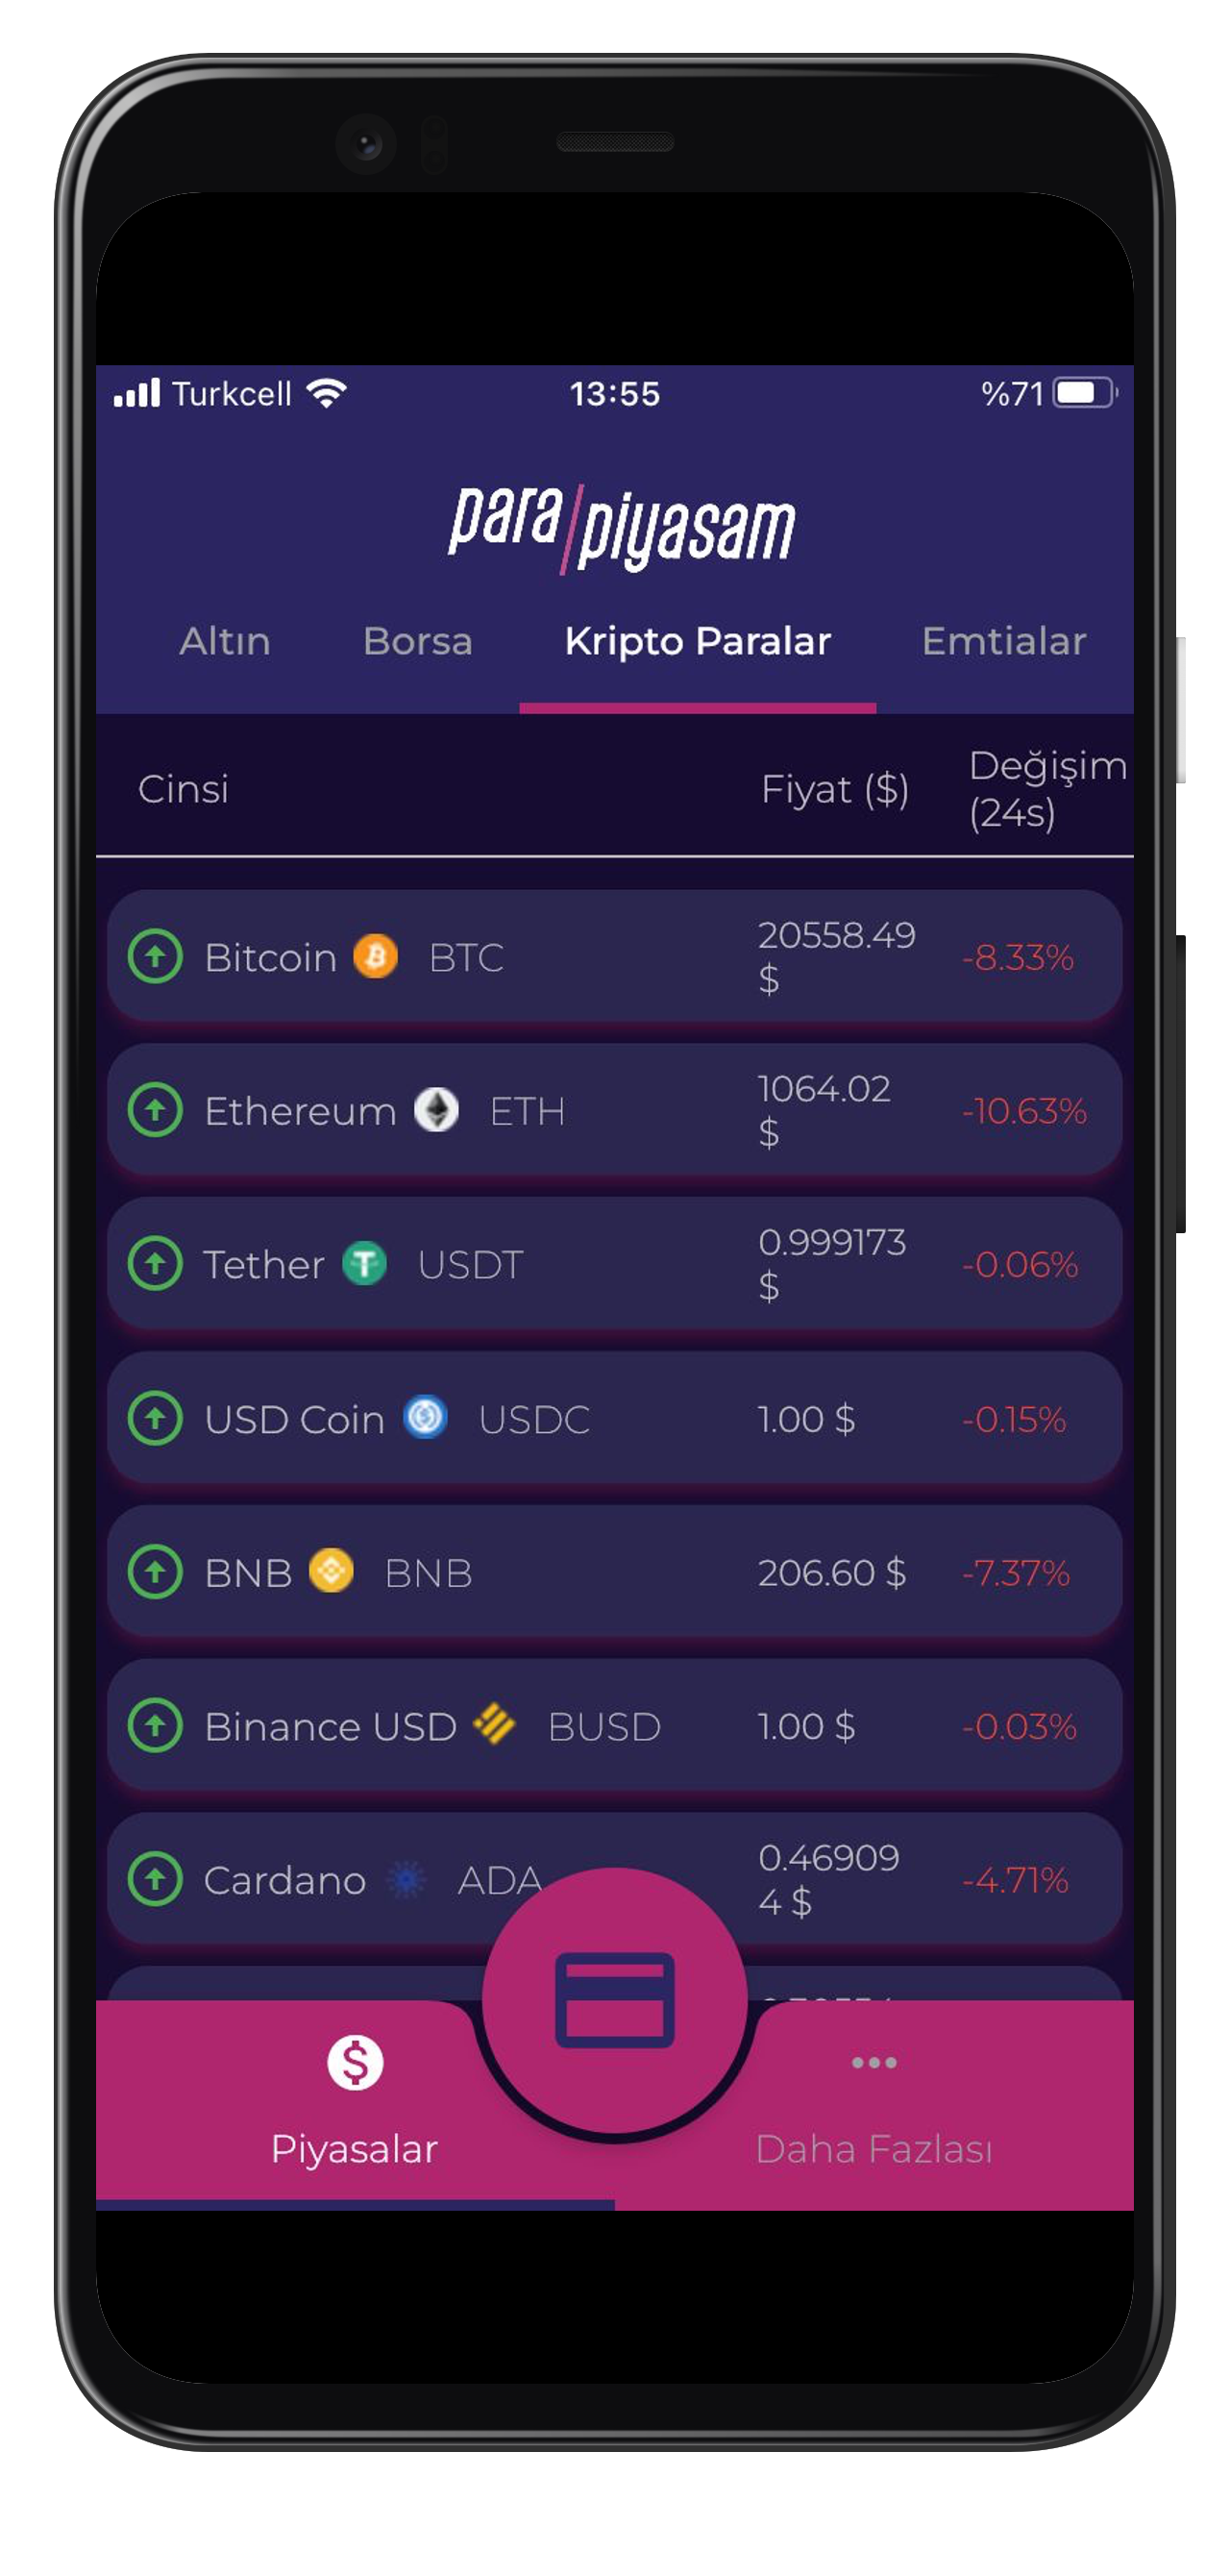 Turkcell 13:55 %71
para/piyasam
Altın Borsa Kripto Paralar Emtialar
Cinsi Fiyat ($) Değişim
(24s)
Bitcoin BTC 20558.49
$ -8.33%
Ethereum ETH 1064.02
$ -10.63%
Tether USDT 0.999173
$ -0.06%
USD Coin USDC 1.00 $ -0.15%
BNB BNB 206.60 $ -7.37%
Binance USD BUSD 1.00 $ -0.03%
Cardano ADA 0.46909
4 $ -4.71%
Piyasalar Daha Fazlası